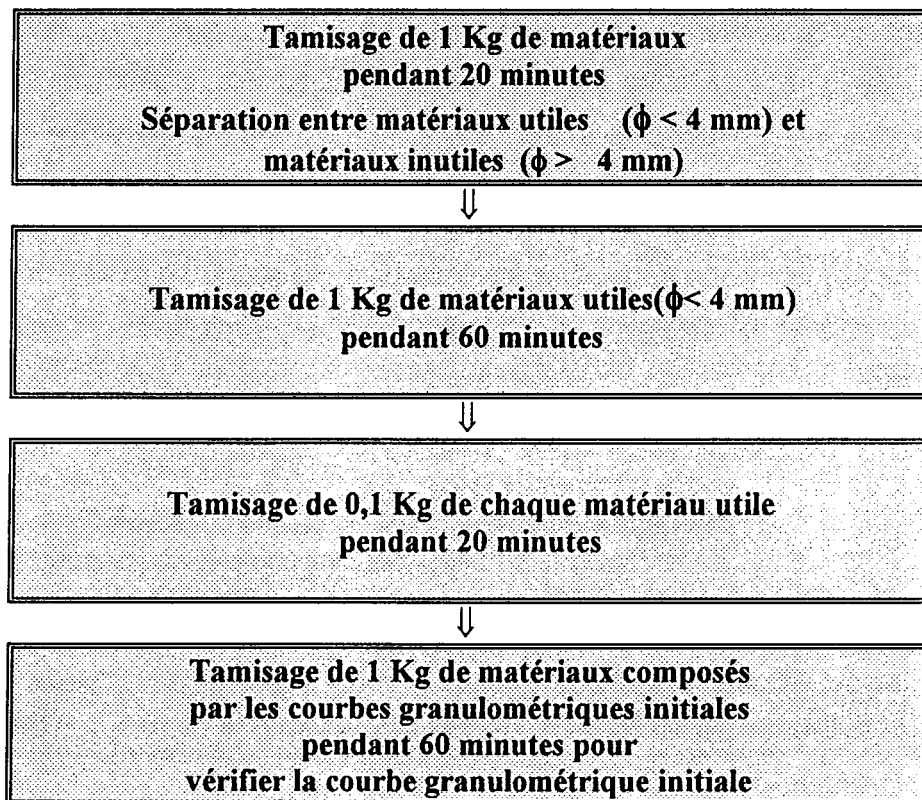 Tamisage de 1 Kg de matériaux
pendant 20 minutes
Séparation entre matériaux utiles (ϕ < 4 mm) et
matériaux inutiles (ϕ > 4 mm)
⇓
Tamisage de 1 Kg de matériaux utiles(ϕ< 4 mm)
pendant 60 minutes
⇓
Tamisage de 0,1 Kg de chaque matériau utile
pendant 20 minutes
⇓
Tamisage de 1 Kg de matériaux composés
par les courbes granulométriques initiales
pendant 60 minutes pour
vérifier la courbe granulométrique initiale